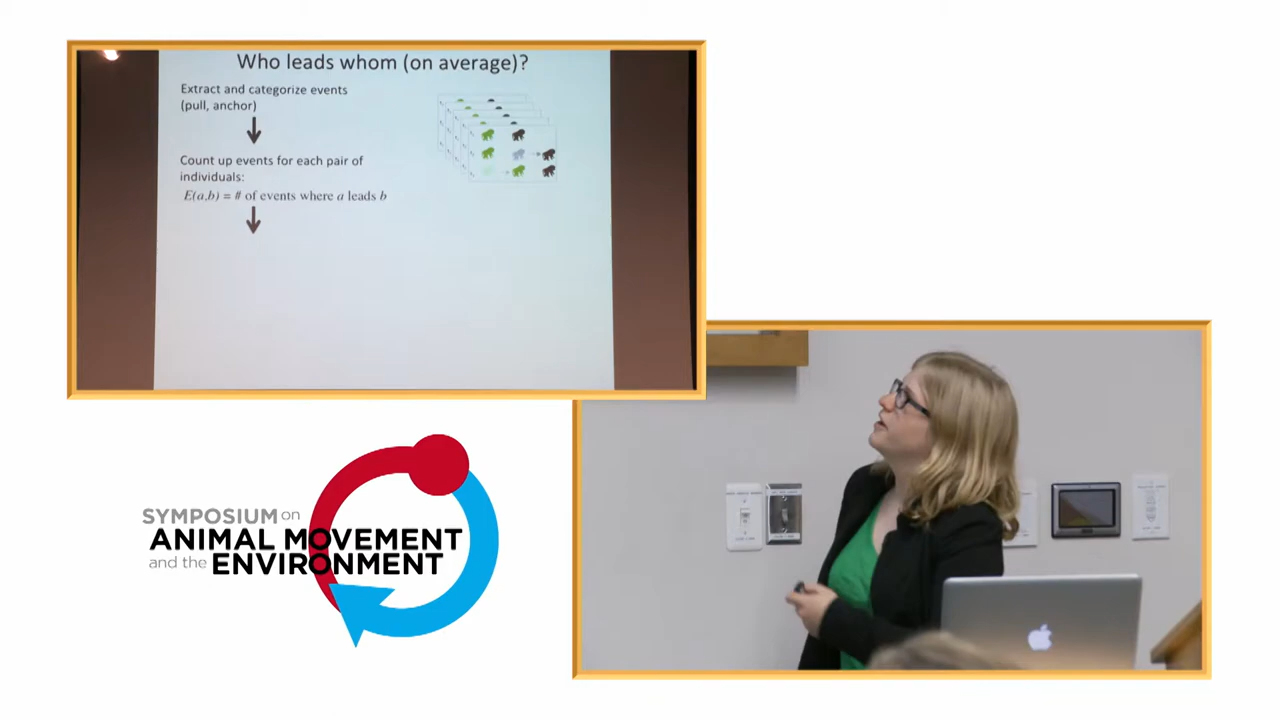 Who leads whom (on average)?
Extract and categorize events
(pull, anchor)
Count up events for each pair of
individuals:
E(a,b) = # of events where a leads b
SYMPOSIUM on
ANIMAL MOVEMENT
and the ENVIRONMENT